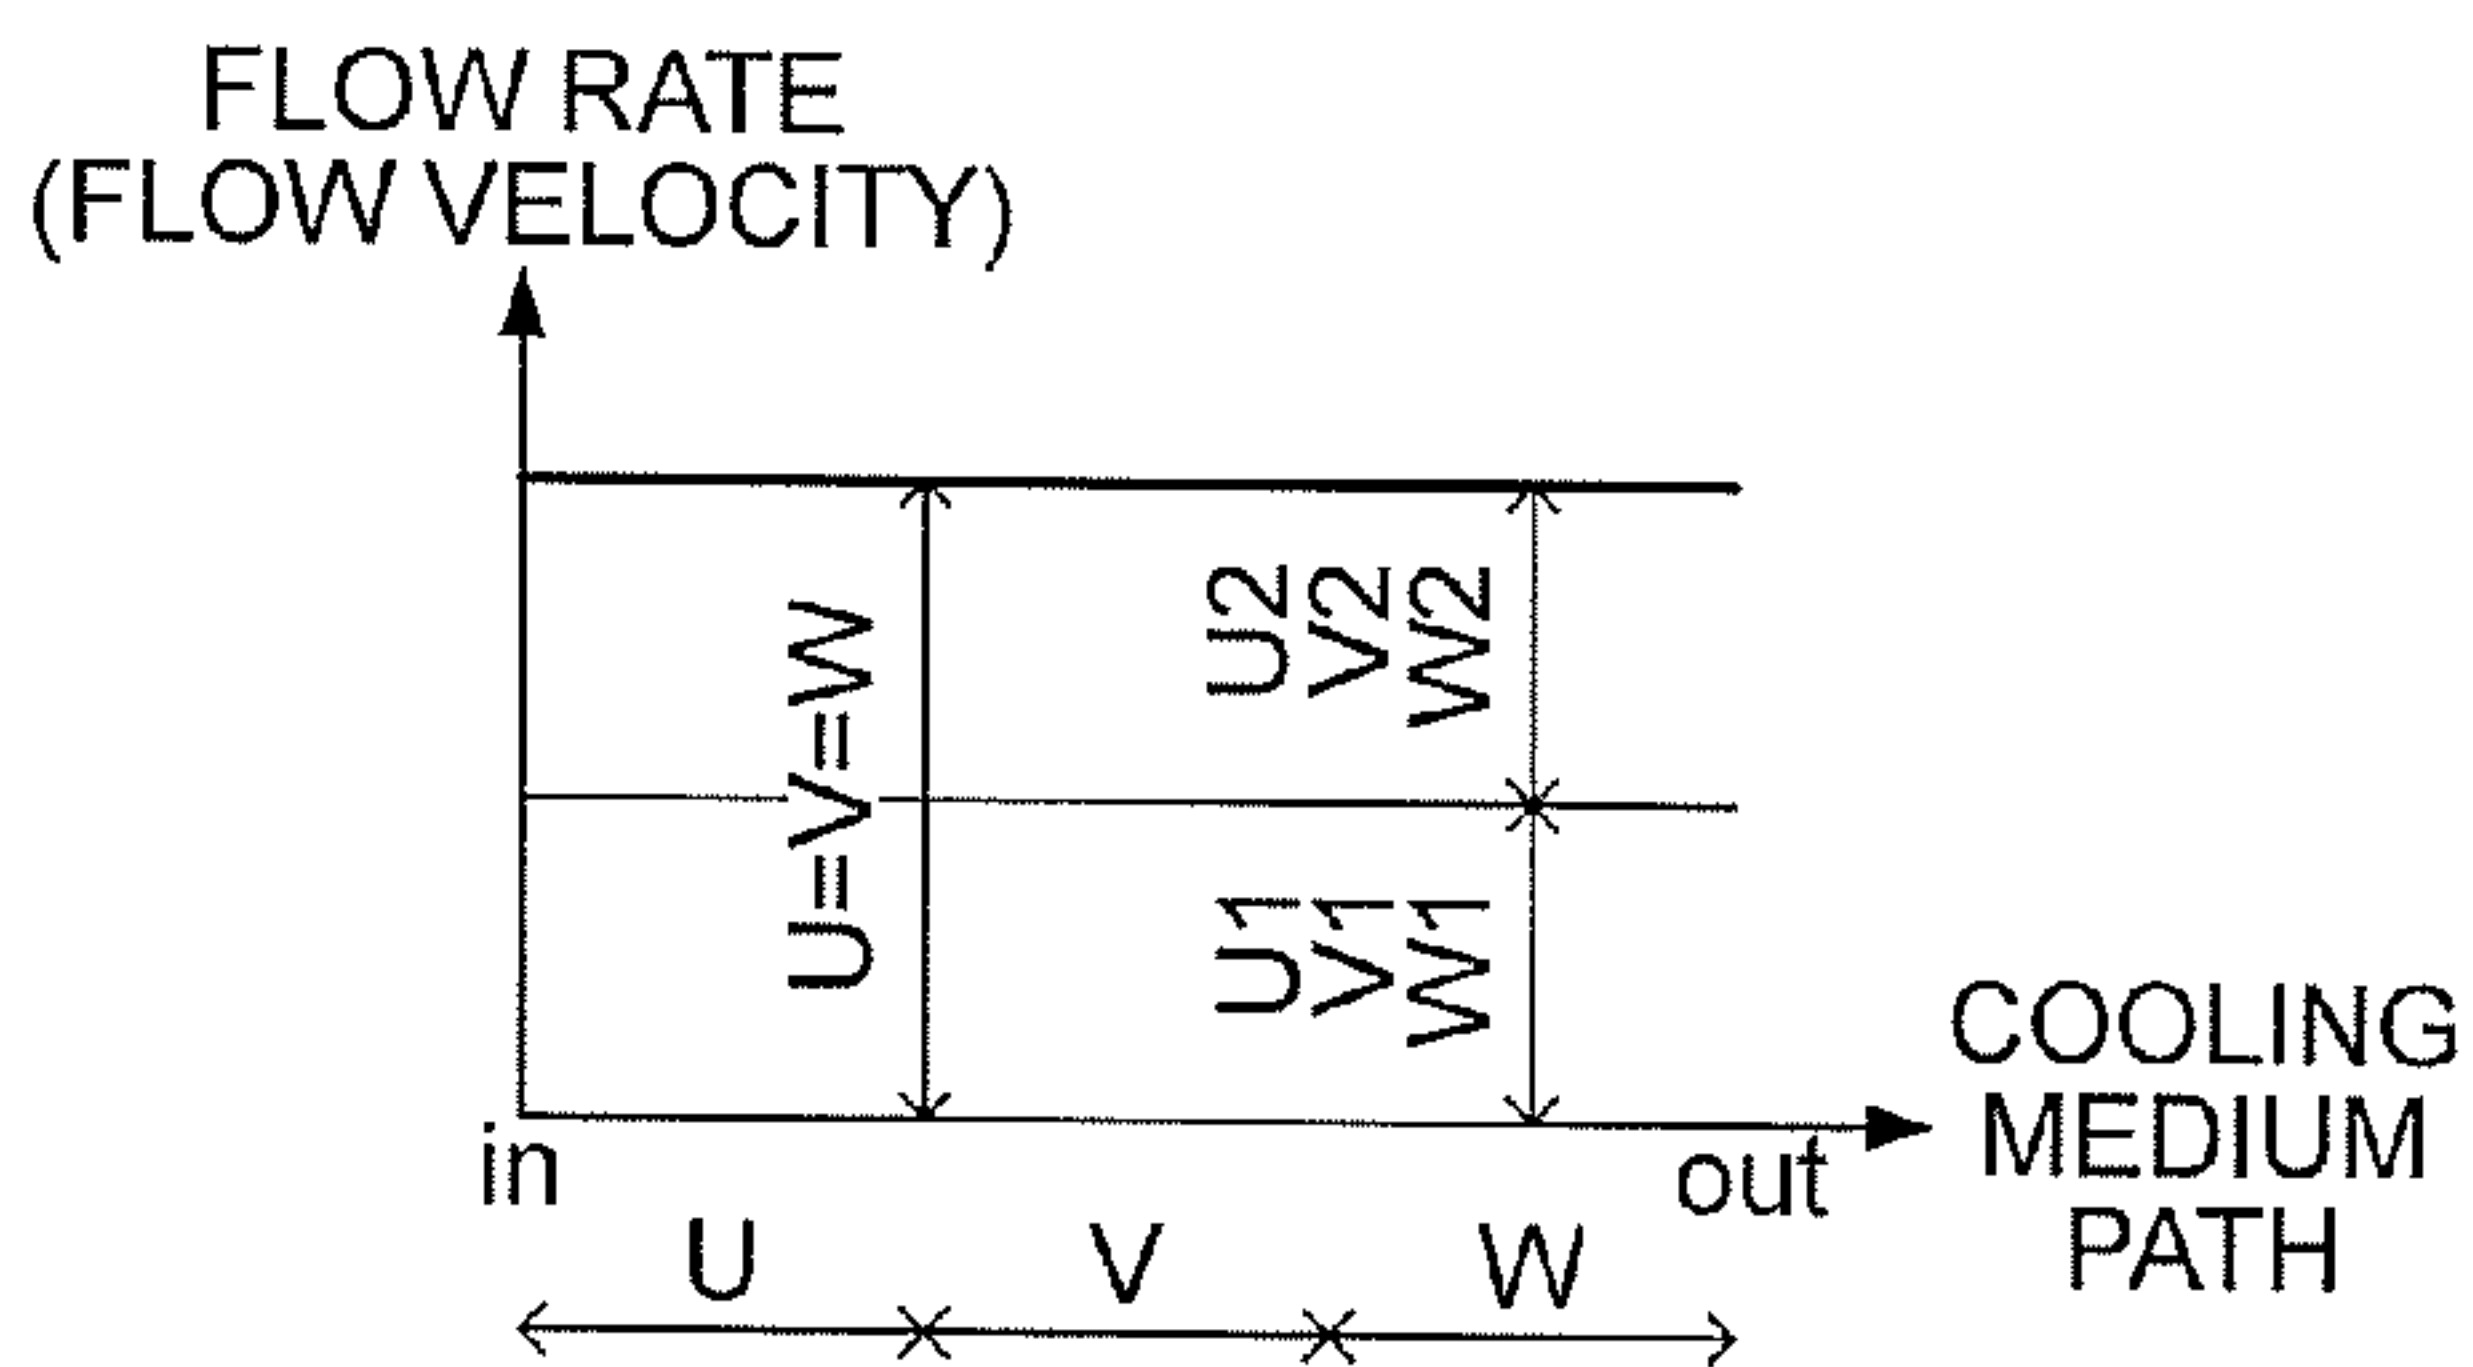 FLOW RATE
(FLOW VELOCITY)
U=V=W
U2
V2
W2
U1
V1
W1
in
out
COOLING
MEDIUM
PATH
U
V
W